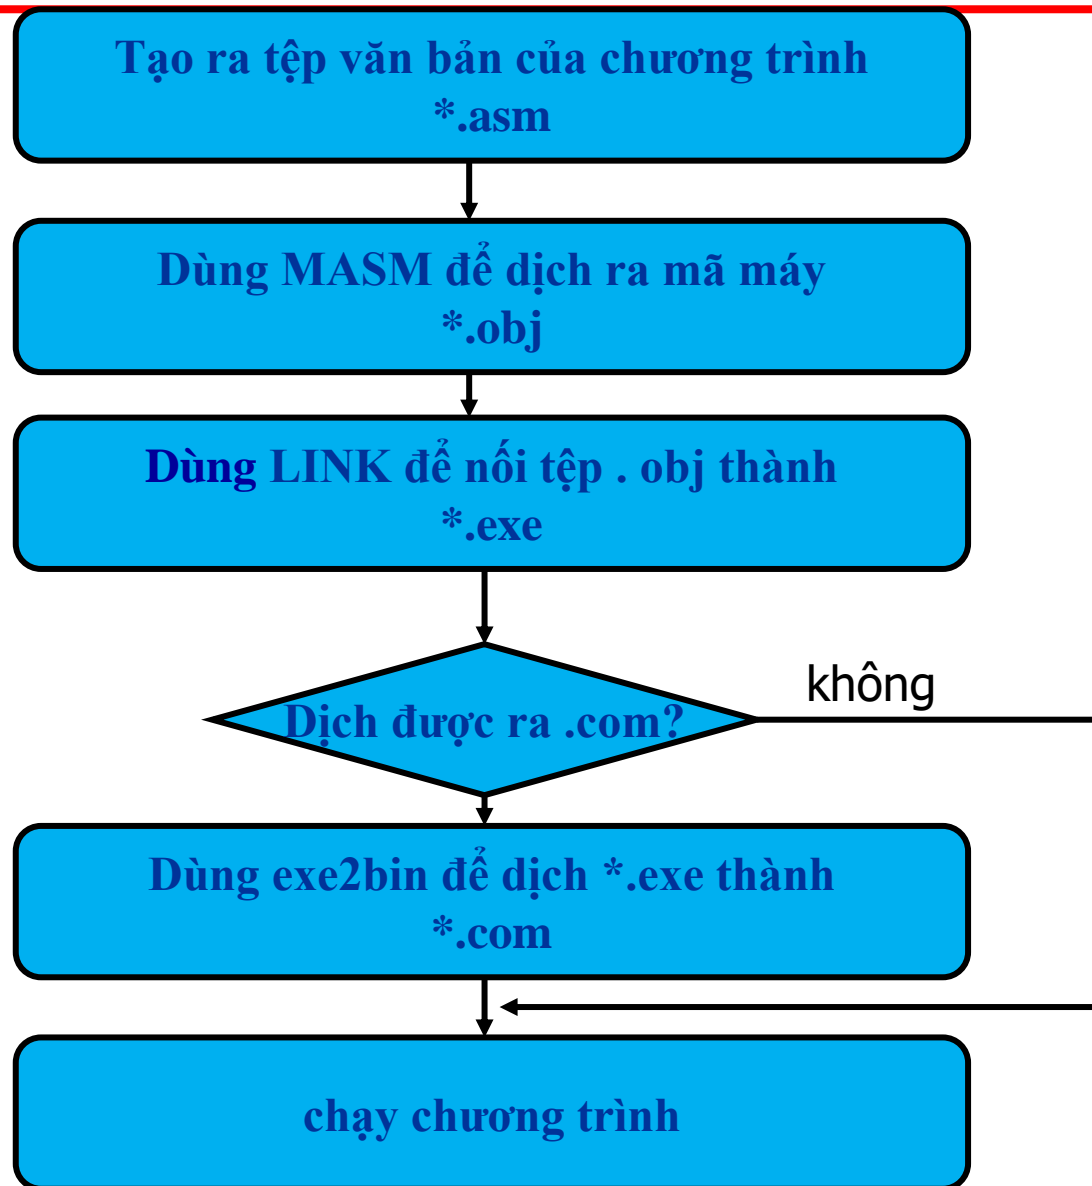 Tạo ra tệp văn bản của chương trình
*.asm
Dùng MASM để dịch ra mã máy
*.obj
Dùng LINK để nối tệp . obj thành
*.exe
Dịch được ra .com?
không
Dùng exe2bin để dịch *.exe thành
*.com
chạy chương trình